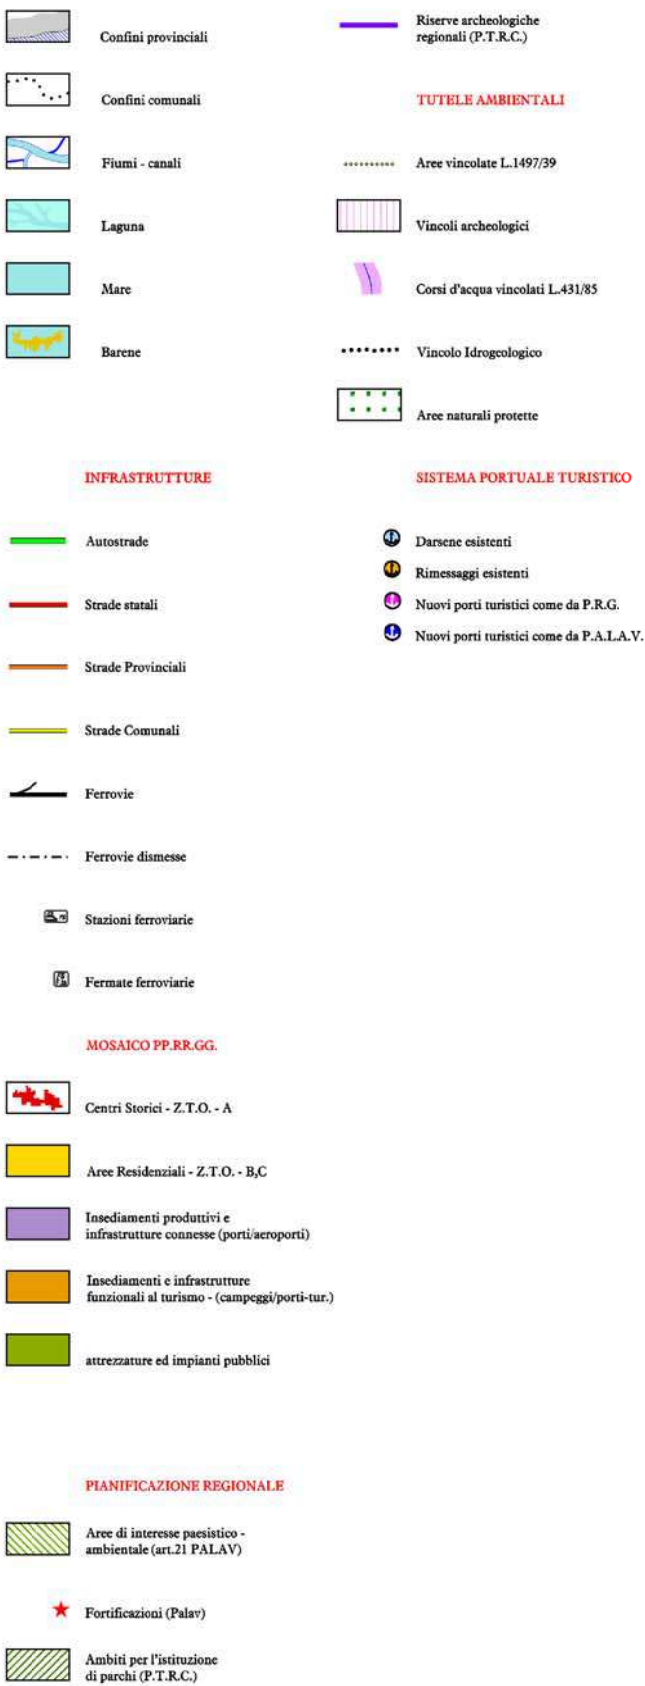 Confini provinciali
Confini comunali
Fiumi - canali
Laguna
Mare
Barene
INFRASTRUTTURE
Autostrade
Strade statali
Strade Provinciali
Strade Comunali
Ferrovie
Ferrovie dismesse
Stazioni ferroviarie
Fermate ferroviarie
MOSAICO PP.RR.GG.
Centri Storici - Z.T.O. - A
Aree Residenziali - Z.T.O. - B,C
Insediamenti produttivi e
infrastrutture connesse (porti/aeroporti)
Insediamenti e infrastrutture
funzionali al turismo - (campeggi/porti-tur.)
attrezzature ed impianti pubblici
PIANIFICAZIONE REGIONALE
Aree di interesse paesistico -
ambientale (art.21 PALAV)
Fortificazioni (Palav)
Ambiti per l'istituzione
di parchi (P.T.R.C.)
Riserve archeologiche
regionali (P.T.R.C.)
TUTELE AMBIENTALI
Aree vincolate L.1497/39
Vincoli archeologici
Corsi d'acqua vincolati L.431/85
Vincolo Idrogeologico
Aree naturali protette
SISTEMA PORTUALE TURISTICO
Darsene esistenti
Rimessaggi esistenti
Nuovi porti turistici come da P.R.G.
Nuovi porti turistici come da P.A.L.A.V.